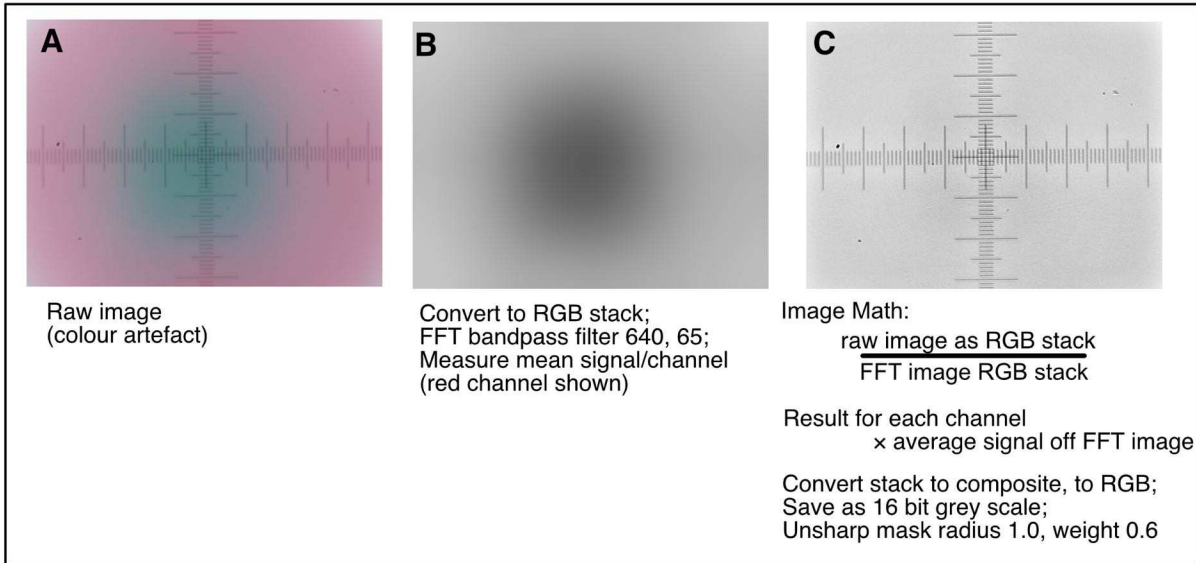 A
B
C
Raw image
(colour artefact)
Convert to RGB stack;
FFT bandpass filter 640, 65;
Measure mean signal/channel
(red channel shown)
Image Math:
raw image as RGB stack
FFT image RGB stack
Result for each channel
× average signal off FFT image
Convert stack to composite, to RGB;
Save as 16 bit grey scale;
Unsharp mask radius 1.0, weight 0.6